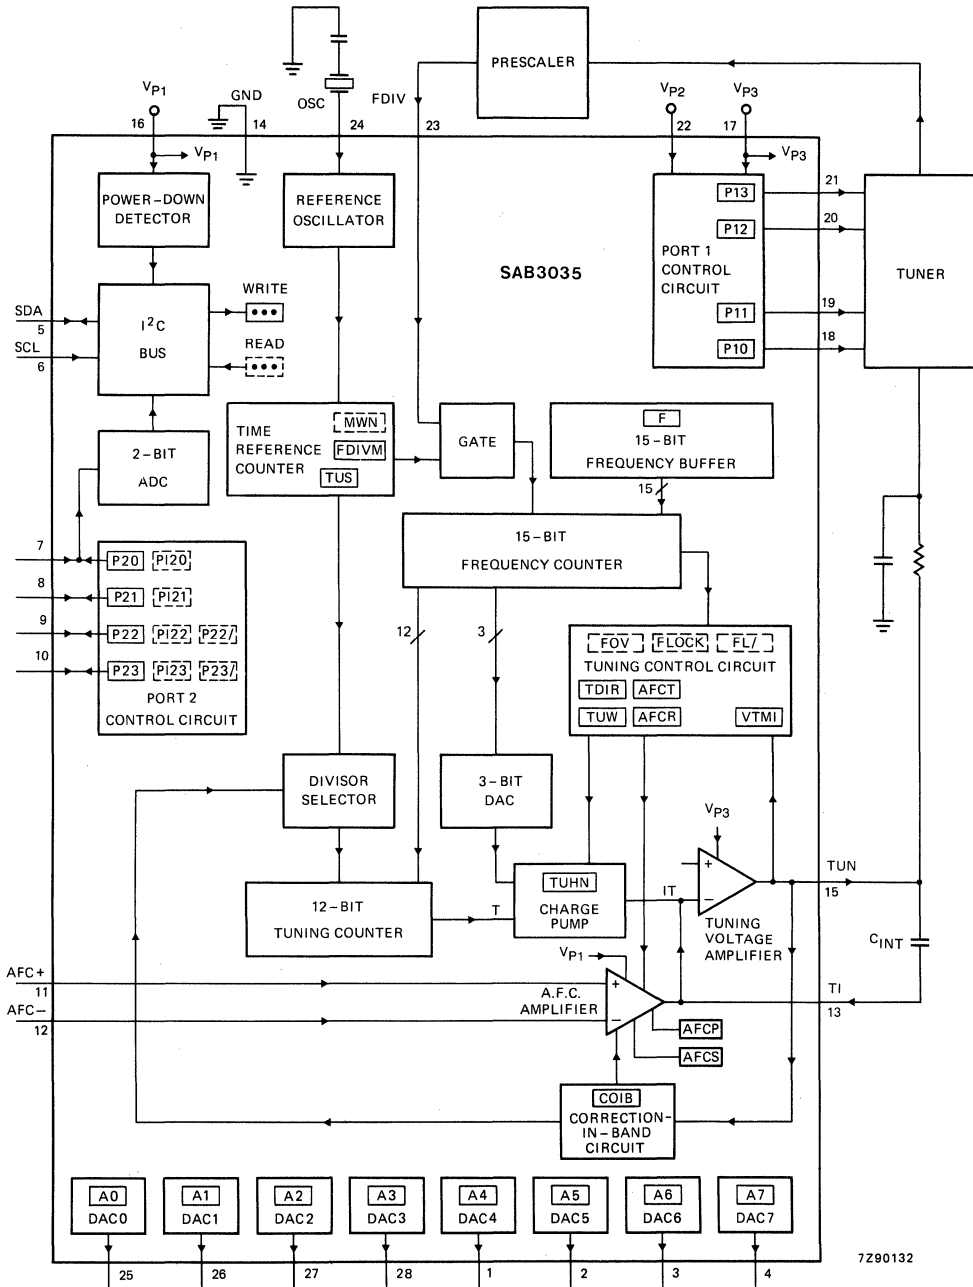 PRESCALER
VP1
GND
OSC
FDIV
VP2
VP3
16
14
24
23
22
17
VP1
VP3
POWER-DOWN
DETECTOR
REFERENCE
OSCILLATOR
SAB3035
P13
P12
PORT 1
CONTROL
CIRCUIT
P11
P10
21
20
19
18
TUNER
SDA
5
SCL
6
I²C
BUS
WRITE
READ
2-BIT
ADC
TIME
REFERENCE
COUNTER
MWN
FDIVM
TUS
GATE
F
15-BIT
FREQUENCY BUFFER
15
15-BIT
FREQUENCY COUNTER
7
8
9
10
P20 PI20
P21 PI21
P22 PI22 P22/
P23 PI23 P23/
PORT 2
CONTROL CIRCUIT
12
3
FOV FLOCK FL/
TUNING CONTROL CIRCUIT
TDIR AFCT
TUW AFCR VTMI
DIVISOR
SELECTOR
3-BIT
DAC
VP3
12-BIT
TUNING COUNTER
T
TUHN
CHARGE
PUMP
IT
+
−
TUNING
VOLTAGE
AMPLIFIER
TUN
15
CINT
VP1
AFC+
11
AFC−
12
A.F.C.
AMPLIFIER
+
−
TI
13
AFCP
AFCS
COIB
CORRECTION-
IN-BAND
CIRCUIT
A0 A1 A2 A3 A4 A5 A6 A7
DAC0 DAC1 DAC2 DAC3 DAC4 DAC5 DAC6 DAC7
25 26 27 28 1 2 3 4
7Z90132